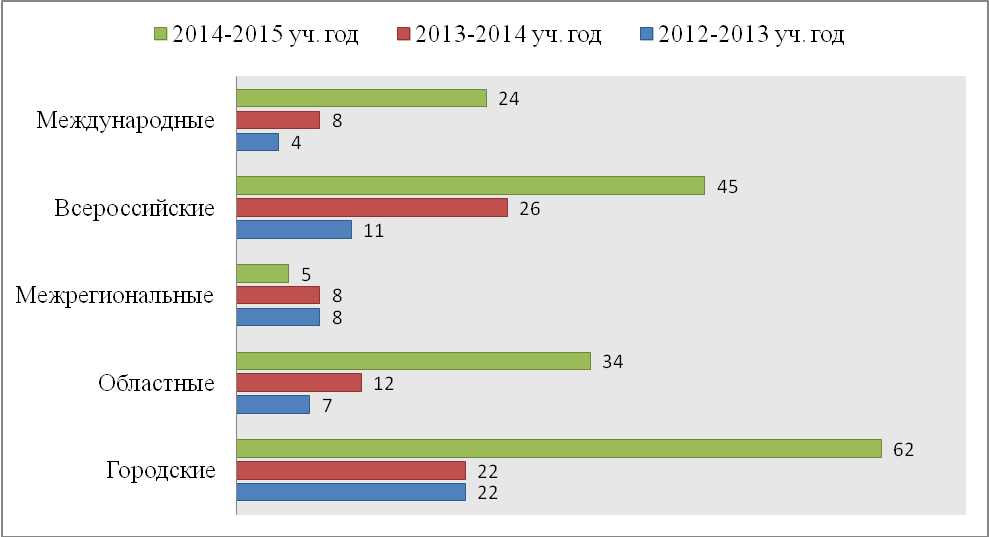 2014-2015 уч. год 2013-2014 уч. год 2012-2013 уч. год
Международные
24
8
4
Всероссийские
45
26
11
Межрегиональные
5
8
8
Областные
34
12
7
Городские
62
22
22